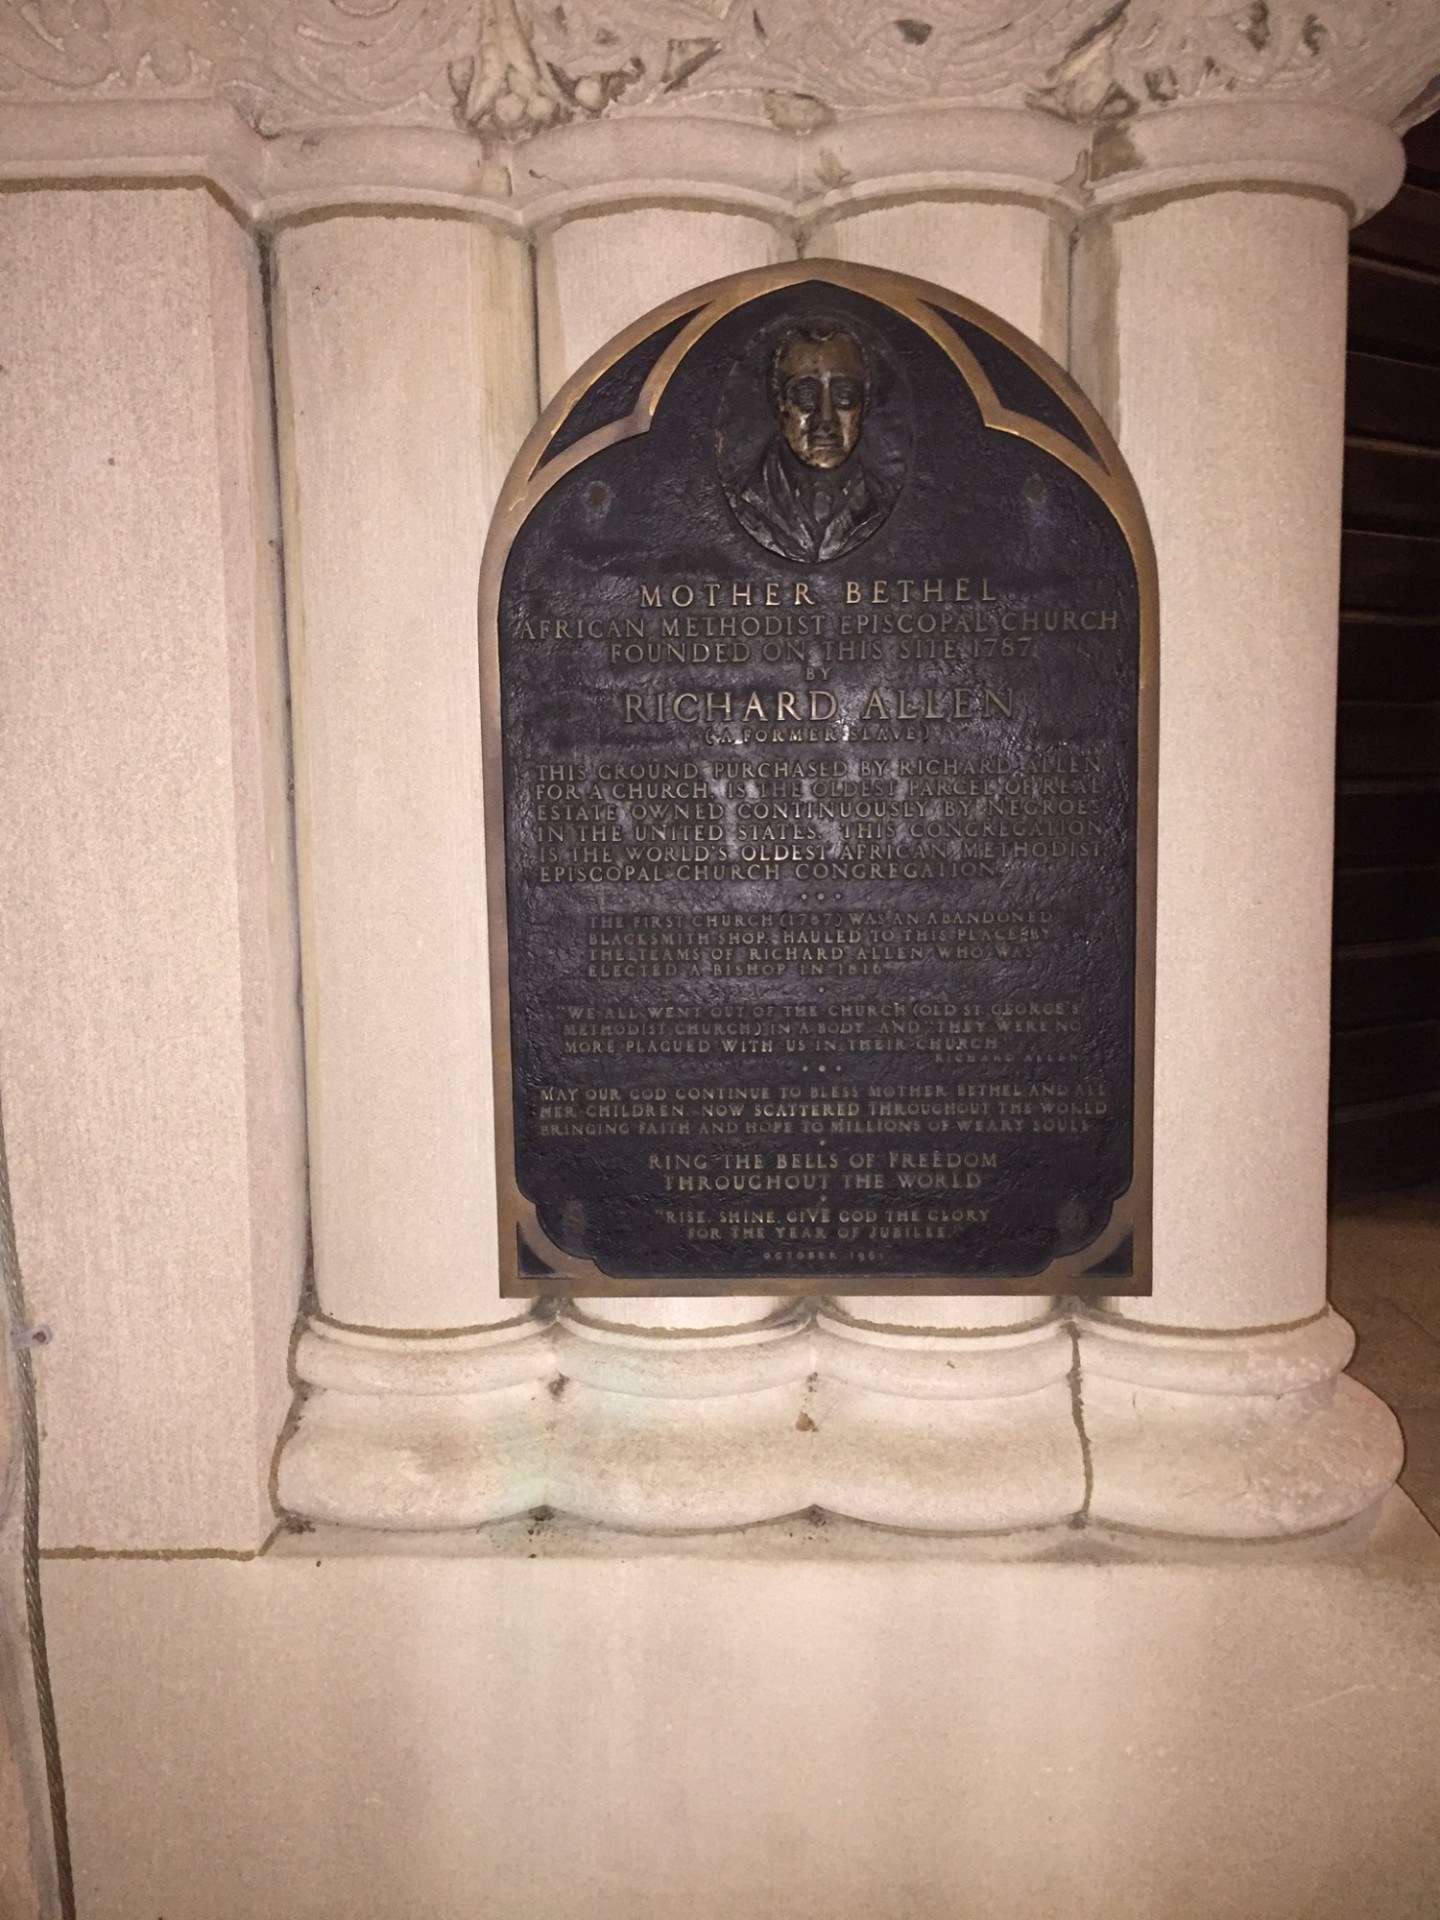 MOTHER BETHEL
AFRICAN METHODIST EPISCOPAL CHURCH
FOUNDED ON THIS SITE 1787
BY
RICHARD ALLEN
(A FORMER SLAVE)
THIS GROUND PURCHASED BY RICHARD ALLEN
FOR A CHURCH, IS THE OLDEST PARCEL OF REAL
ESTATE OWNED CONTINUOUSLY BY NEGROES
IN THE UNITED STATES. THIS CONGREGATION
IS THE WORLD'S OLDEST AFRICAN METHODIST
EPISCOPAL CHURCH CONGREGATION.
THE FIRST CHURCH (1787) WAS AN ABANDONED
BLACKSMITH SHOP, HAULED TO THIS PLACE BY
THE TEAMS OF RICHARD ALLEN WHO WAS
ELECTED A BISHOP IN 1816
"WE ALL WENT OUT OF THE CHURCH (OLD ST. GEORGE'S
METHODIST CHURCH) IN A BODY AND "THEY WERE NO
MORE PLAGUED WITH US IN THEIR CHURCH"
RICHARD ALLEN
MAY OUR GOD CONTINUE TO BLESS MOTHER BETHEL AND ALL
HER CHILDREN, NOW SCATTERED THROUGHOUT THE WORLD
BRINGING FAITH AND HOPE TO MILLIONS OF WEARY SOULS.
RING THE BELLS OF FREEDOM
THROUGHOUT THE WORLD
"RISE, SHINE, GIVE GOD THE GLORY
FOR THE YEAR OF JUBILEE."
OCTOBER 1961